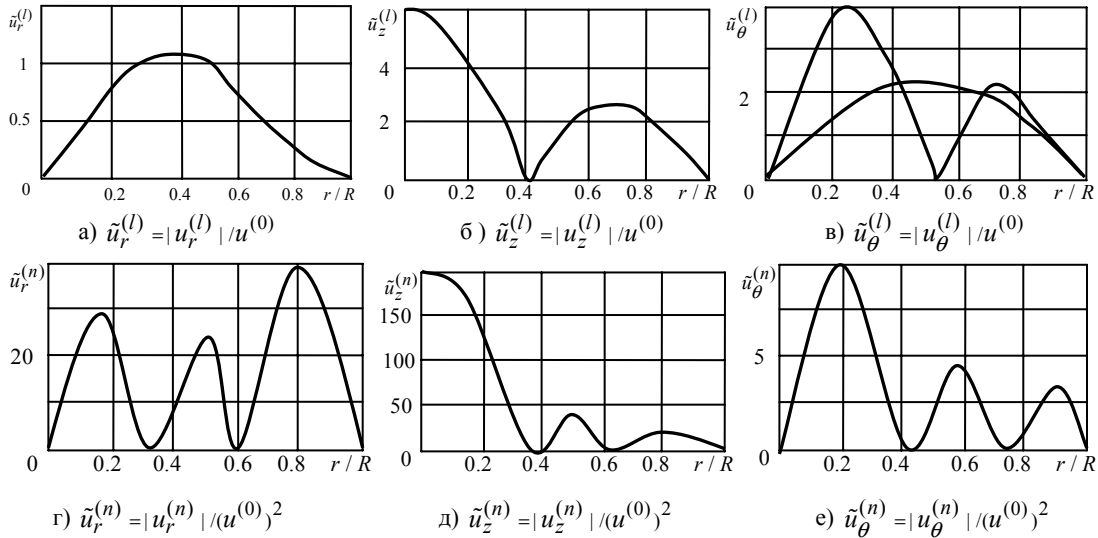 ũ_r^(l)
1
0.5
0
0.2 0.4 0.6 0.8 r / R
а) ũ_r^(l) =| u_r^(l) | /u^(0)
ũ_z^(l)
4
2
0
0.2 0.4 0.6 0.8 r / R
б ) ũ_z^(l) =| u_z^(l) | /u^(0)
ũ_θ^(l)
2
0
0.2 0.4 0.6 0.8 r / R
в) ũ_θ^(l) =| u_θ^(l) | /u^(0)
ũ_r^(n)
20
0
0.2 0.4 0.6 0.8 r / R
г) ũ_r^(n) =| u_r^(n) | /(u^(0))^2
ũ_z^(n)
150
100
50
0
0.2 0.4 0.6 0.8 r / R
д) ũ_z^(n) =| u_z^(n) | /(u^(0))^2
ũ_θ^(n)
5
0
0.2 0.4 0.6 0.8 r / R
е) ũ_θ^(n) =| u_θ^(n) | /(u^(0))^2